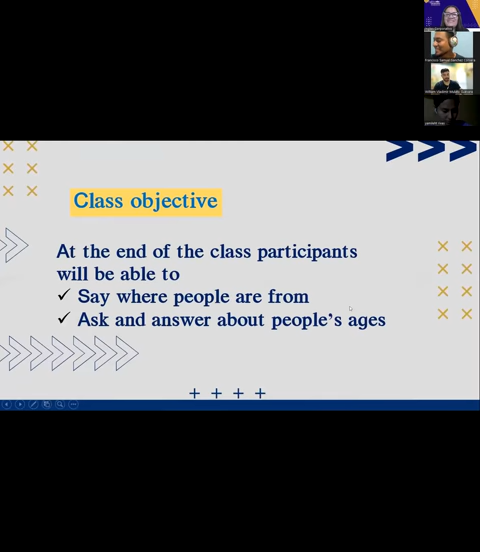 Class objective
At the end of the class participants
will be able to
✓ Say where people are from
✓ Ask and answer about people's ages